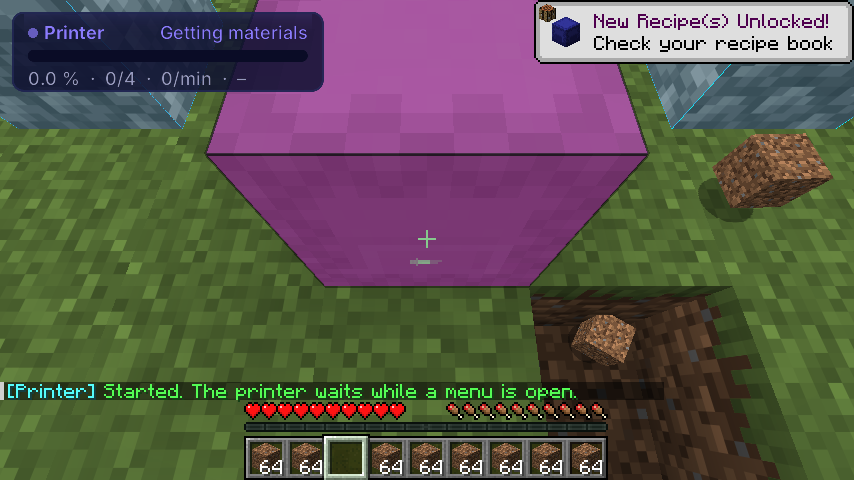 Printer
Getting materials
0.0 % · 0/4 · 0/min · –
New Recipe(s) Unlocked!
Check your recipe book
[Printer] Started. The printer waits while a menu is open.
64 64 64 64 64 64 64 64